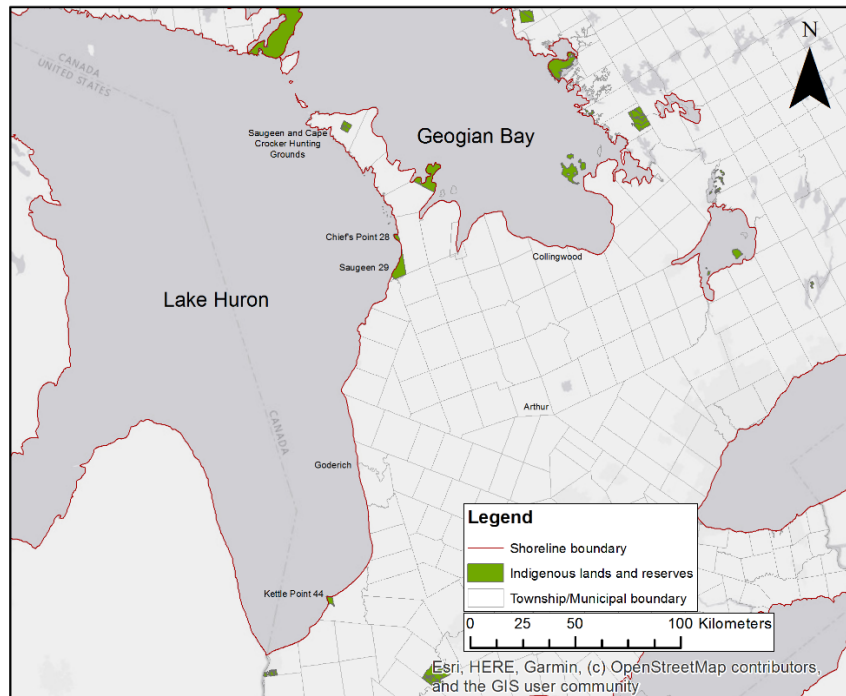 N
CANADA
UNITED STATES
Saugeen and Cape
Crocker Hunting
Grounds
Geogian Bay
Chief's Point 28
Collingwood
Saugeen 29
Lake Huron
Arthur
CANADA
Goderich
Legend
Shoreline boundary
Indigenous lands and reserves
Township/Municipal boundary
Kettle Point 44
0 25 50 100 Kilometers
Esri, HERE, Garmin, (c) OpenStreetMap contributors,
and the GIS user community